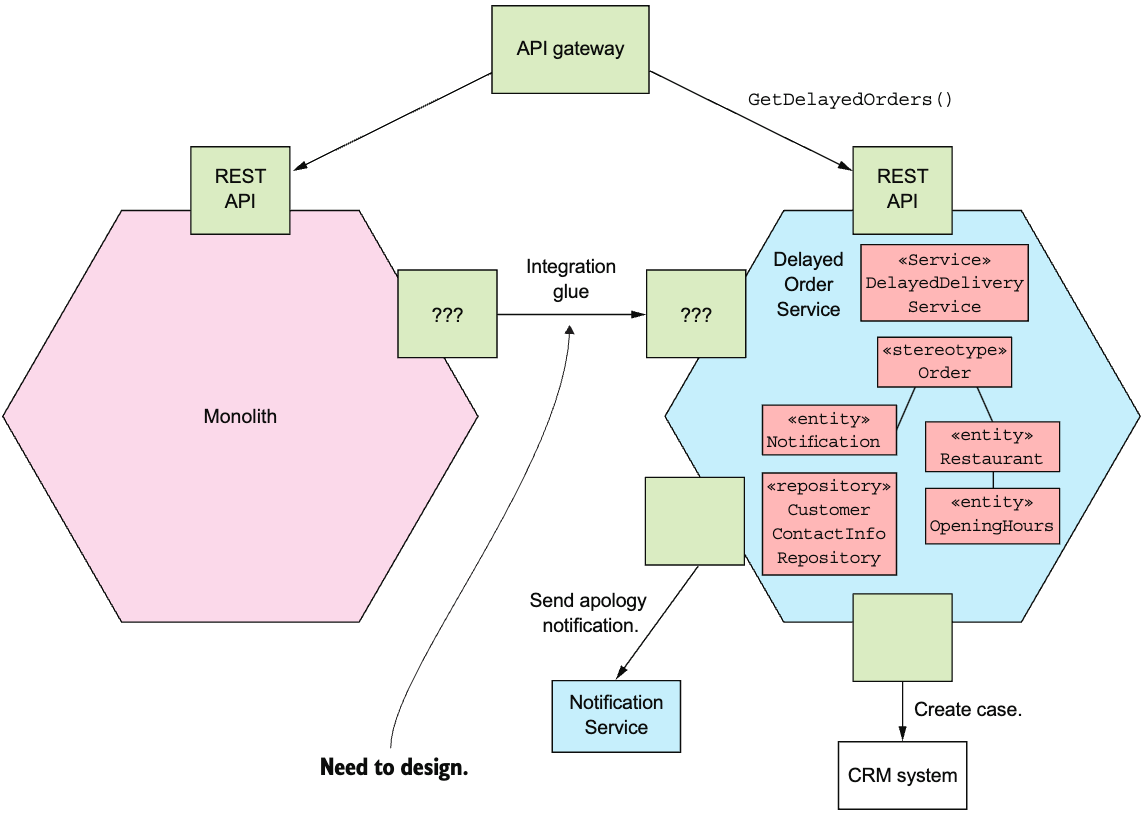 API gateway
GetDelayedOrders()
REST
API
REST
API
Integration
glue
???
???
Delayed
Order
Service
«Service»
DelayedDelivery
Service
«stereotype»
Order
«entity»
Notification
«entity»
Restaurant
«entity»
OpeningHours
«repository»
Customer
ContactInfo
Repository
Monolith
Send apology
notification.
Notification
Service
Create case.
CRM system
Need to design.